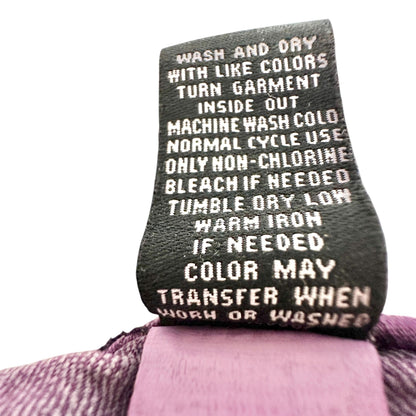 WASH AND DRY
WITH LIKE COLORS
TURN GARMENT
INSIDE OUT
MACHINE WASH COLD
NORMAL CYCLE USE
ONLY NON-CHLORINE
BLEACH IF NEEDED
TUMBLE DRY LOW
WARM IRON
IF NEEDED
COLOR MAY
TRANSFER WHEN
WORN OR WASHED